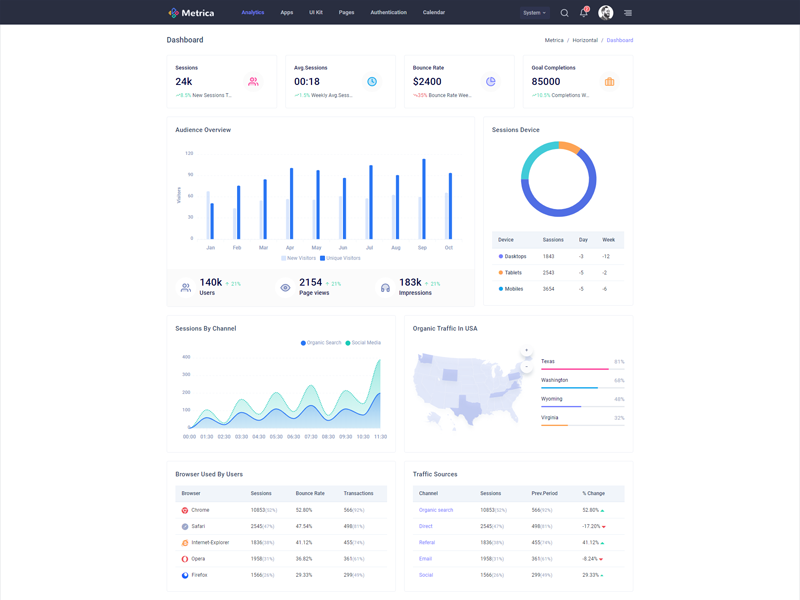 Metrica
Analytics Apps UI Kit Pages Authentication Calendar
System
Dashboard
Metrica / Horizontal / Dashboard
Sessions
24k
8.5% New Sessions T...
Avg.Sessions
00:18
1.5% Weekly Avg.Sess...
Bounce Rate
$2400
35% Bounce Rate Wee...
Goal Completions
85000
10.5% Completions W...
Audience Overview
Visitors
120
90
60
30
0
Jan Feb Mar Apr May Jun Jul Aug Sep Oct
New Visitors Unique Visitors
140k 21%
Users
2154 21%
Page views
183k 21%
Impressions
Sessions Device
Device Sassions Day Week
Dasktops 1843 -3 -12
Tablets 2543 -5 -2
Mobiles 3654 -5 -6
Sessions By Channel
Organic Search Social Media
400
300
200
100
0
00:00 01:30 02:30 03:30 04:30 05:30 06:30 07:30 08:30 09:30 10:30 11:30
Organic Traffic In USA
+
-
Texas 81%
Washington 68%
Wyoming 48%
Virginia 32%
Browser Used By Users
Browser Sessions Bounce Rate Transactions
Chrome 10853(52%) 52.80% 566(92%)
Safari 2545(47%) 47.54% 498(81%)
Internet-Explorer 1836(38%) 41.12% 455(74%)
Opera 1958(31%) 36.82% 361(61%)
Firefox 1566(26%) 29.33% 299(49%)
Traffic Sources
Channel Sessions Prev.Period % Change
Organic search 10853(52%) 566(92%) 52.80%
Direct 2545(47%) 498(81%) -17.20%
Referal 1836(38%) 455(74%) 41.12%
Email 1958(31%) 361(61%) -8.24%
Social 1566(26%) 299(49%) 29.33%